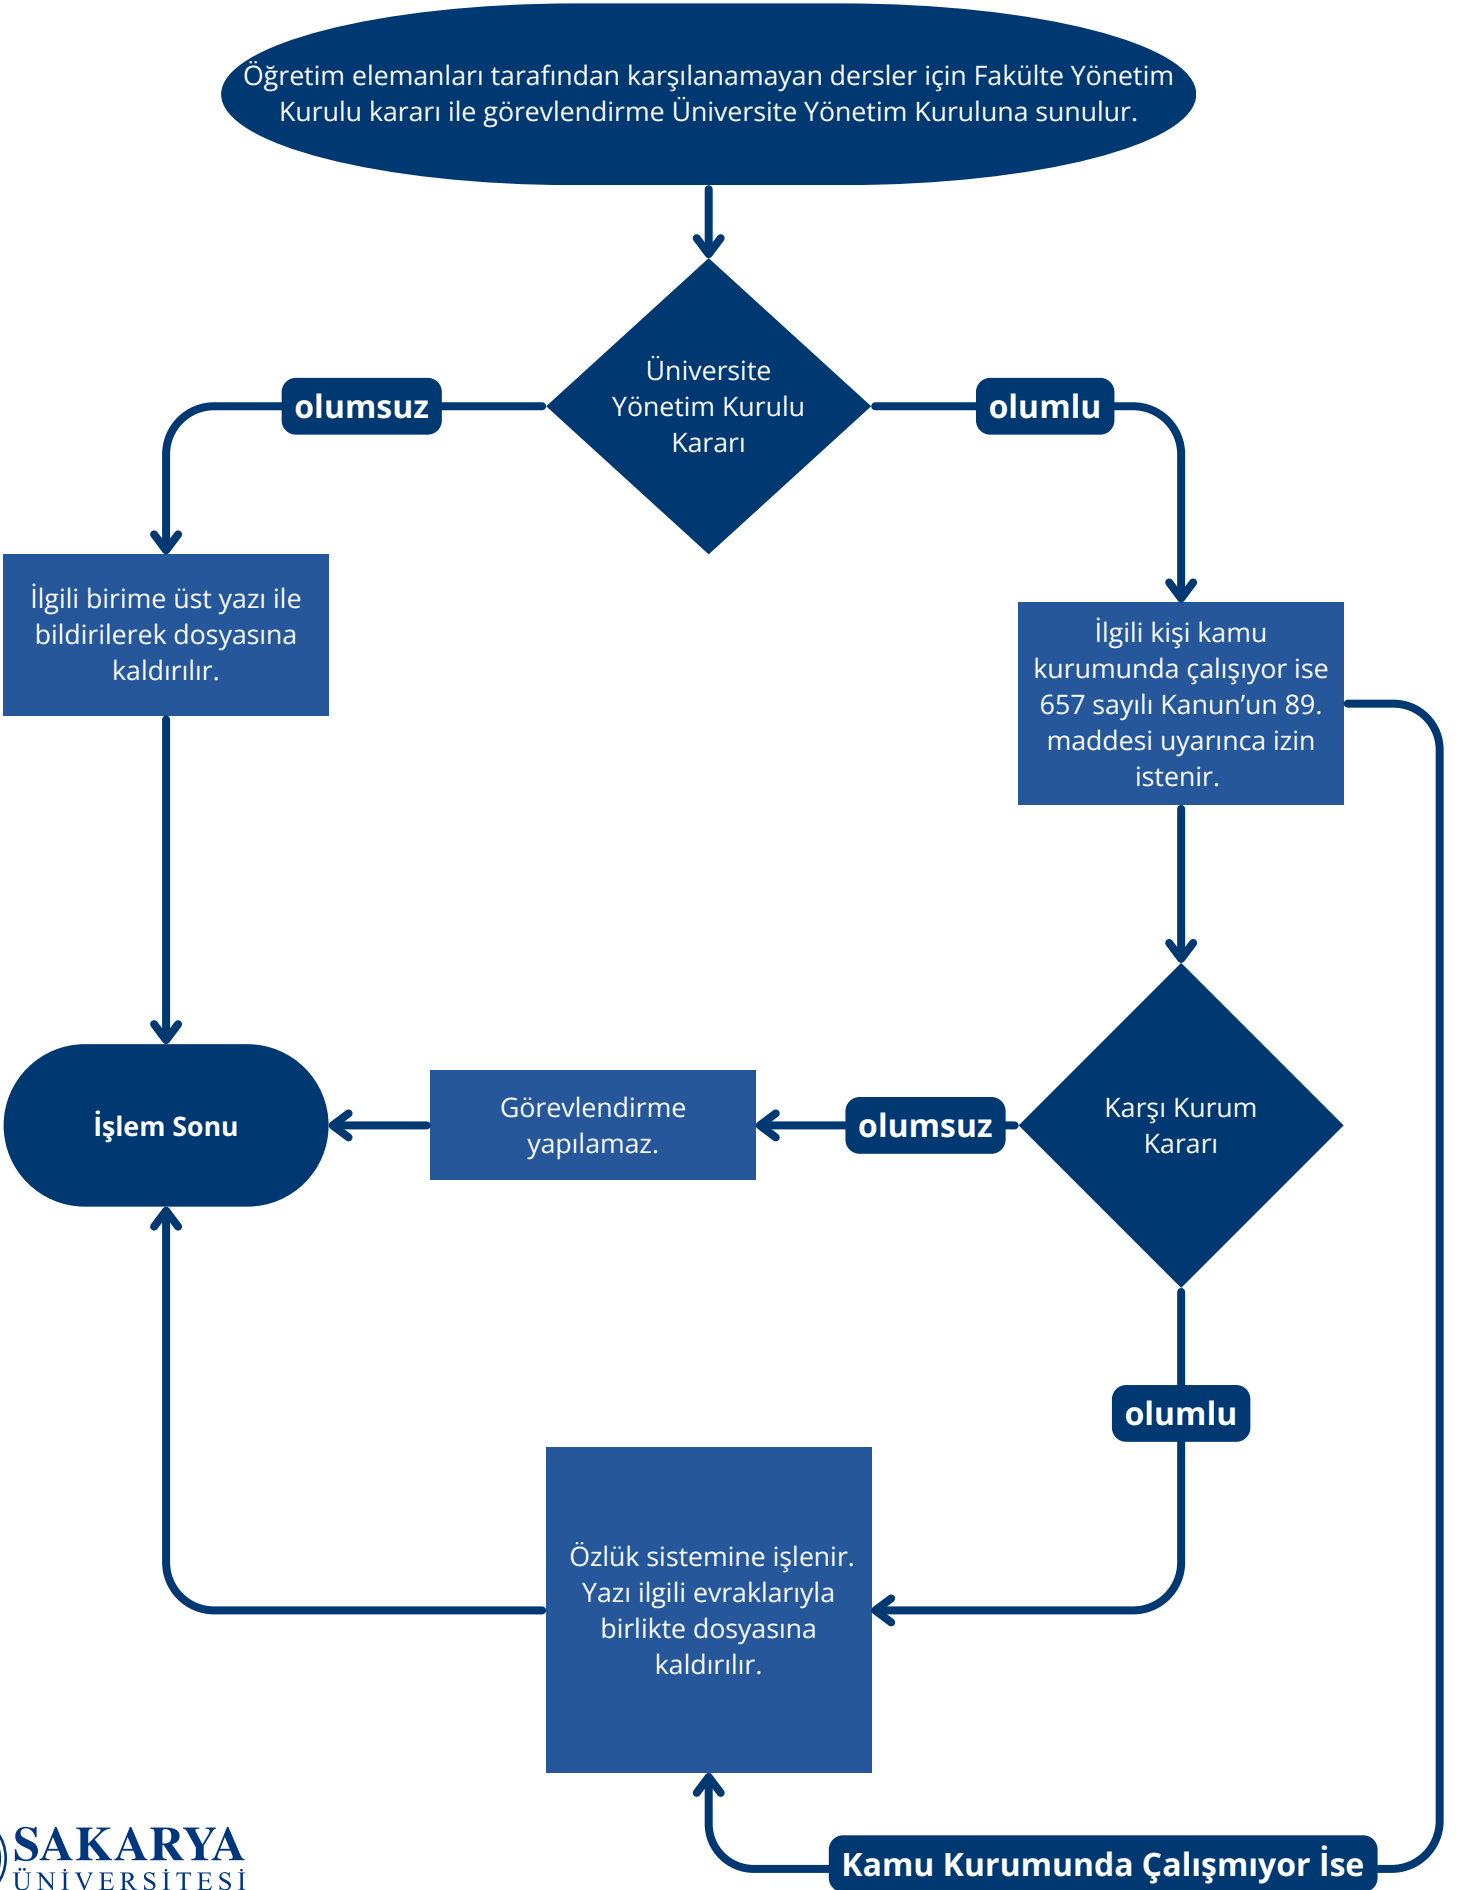 Öğretim elemanları tarafından karşılanamayan dersler için Fakülte Yönetim
Kurulu kararı ile görevlendirme Üniversite Yönetim Kuruluna sunulur.
Üniversite
Yönetim Kurulu
Kararı
olumsuz
olumlu
İlgili birime üst yazı ile
bildirilerek dosyasına
kaldırılır.
İlgili kişi kamu
kurumunda çalışıyor ise
657 sayılı Kanun’un 89.
maddesi uyarınca izin
istenir.
İşlem Sonu
Görevlendirme
yapılamaz.
olumsuz
Karşı Kurum
Kararı
olumlu
Özlük sistemine işlenir.
Yazı ilgili evraklarıyla
birlikte dosyasına
kaldırılır.
Kamu Kurumunda Çalışmıyor İse
SAKARYA
ÜNİVERSİTESİ